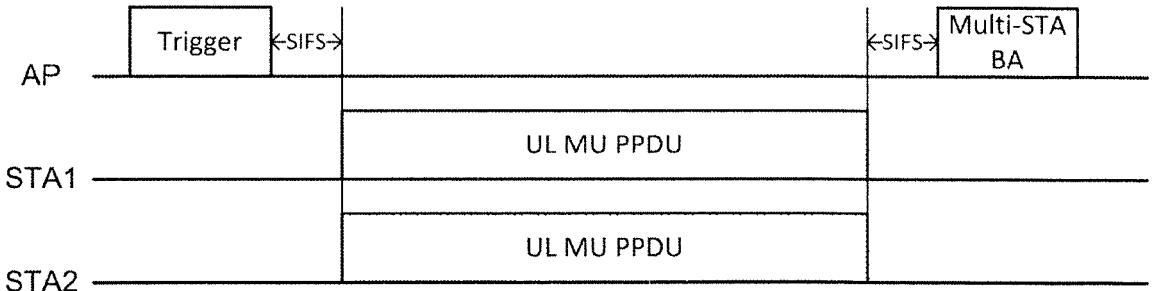 Trigger
SIFS
SIFS
Multi-STA
BA
AP
UL MU PPDU
STA1
UL MU PPDU
STA2